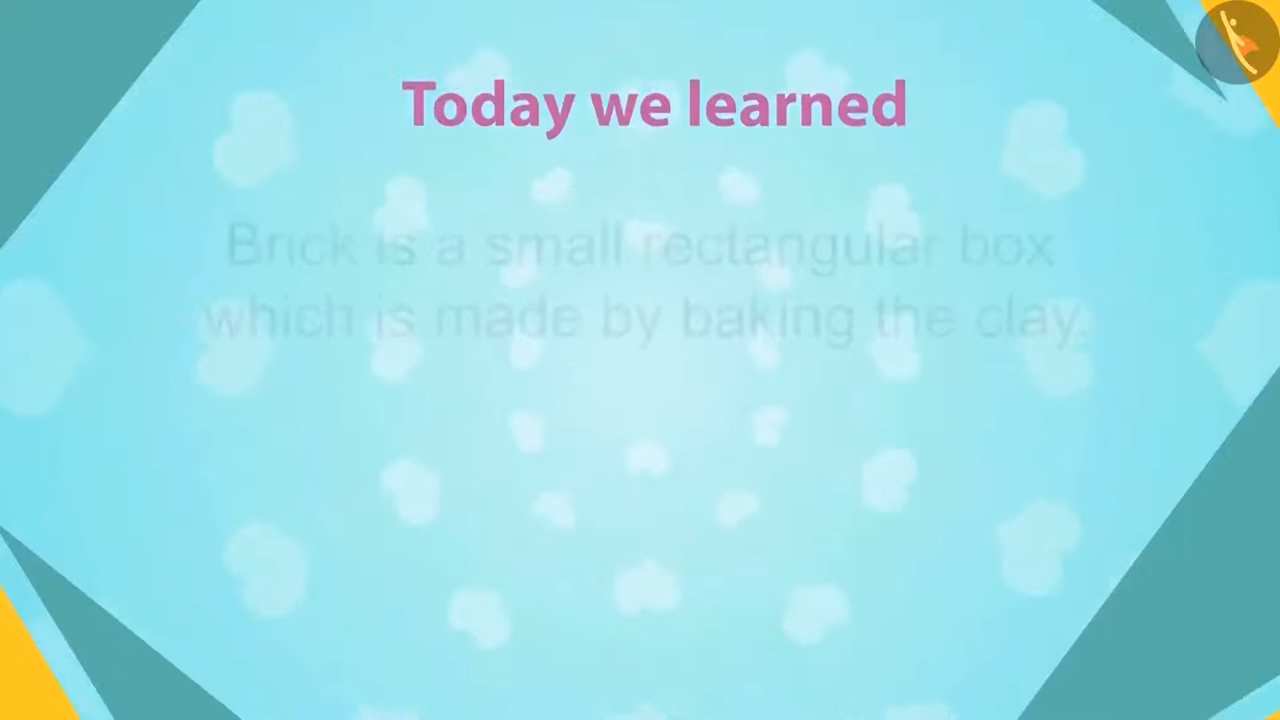 Today we learned
Brick is a small rectangular box
which is made by baking the clay.